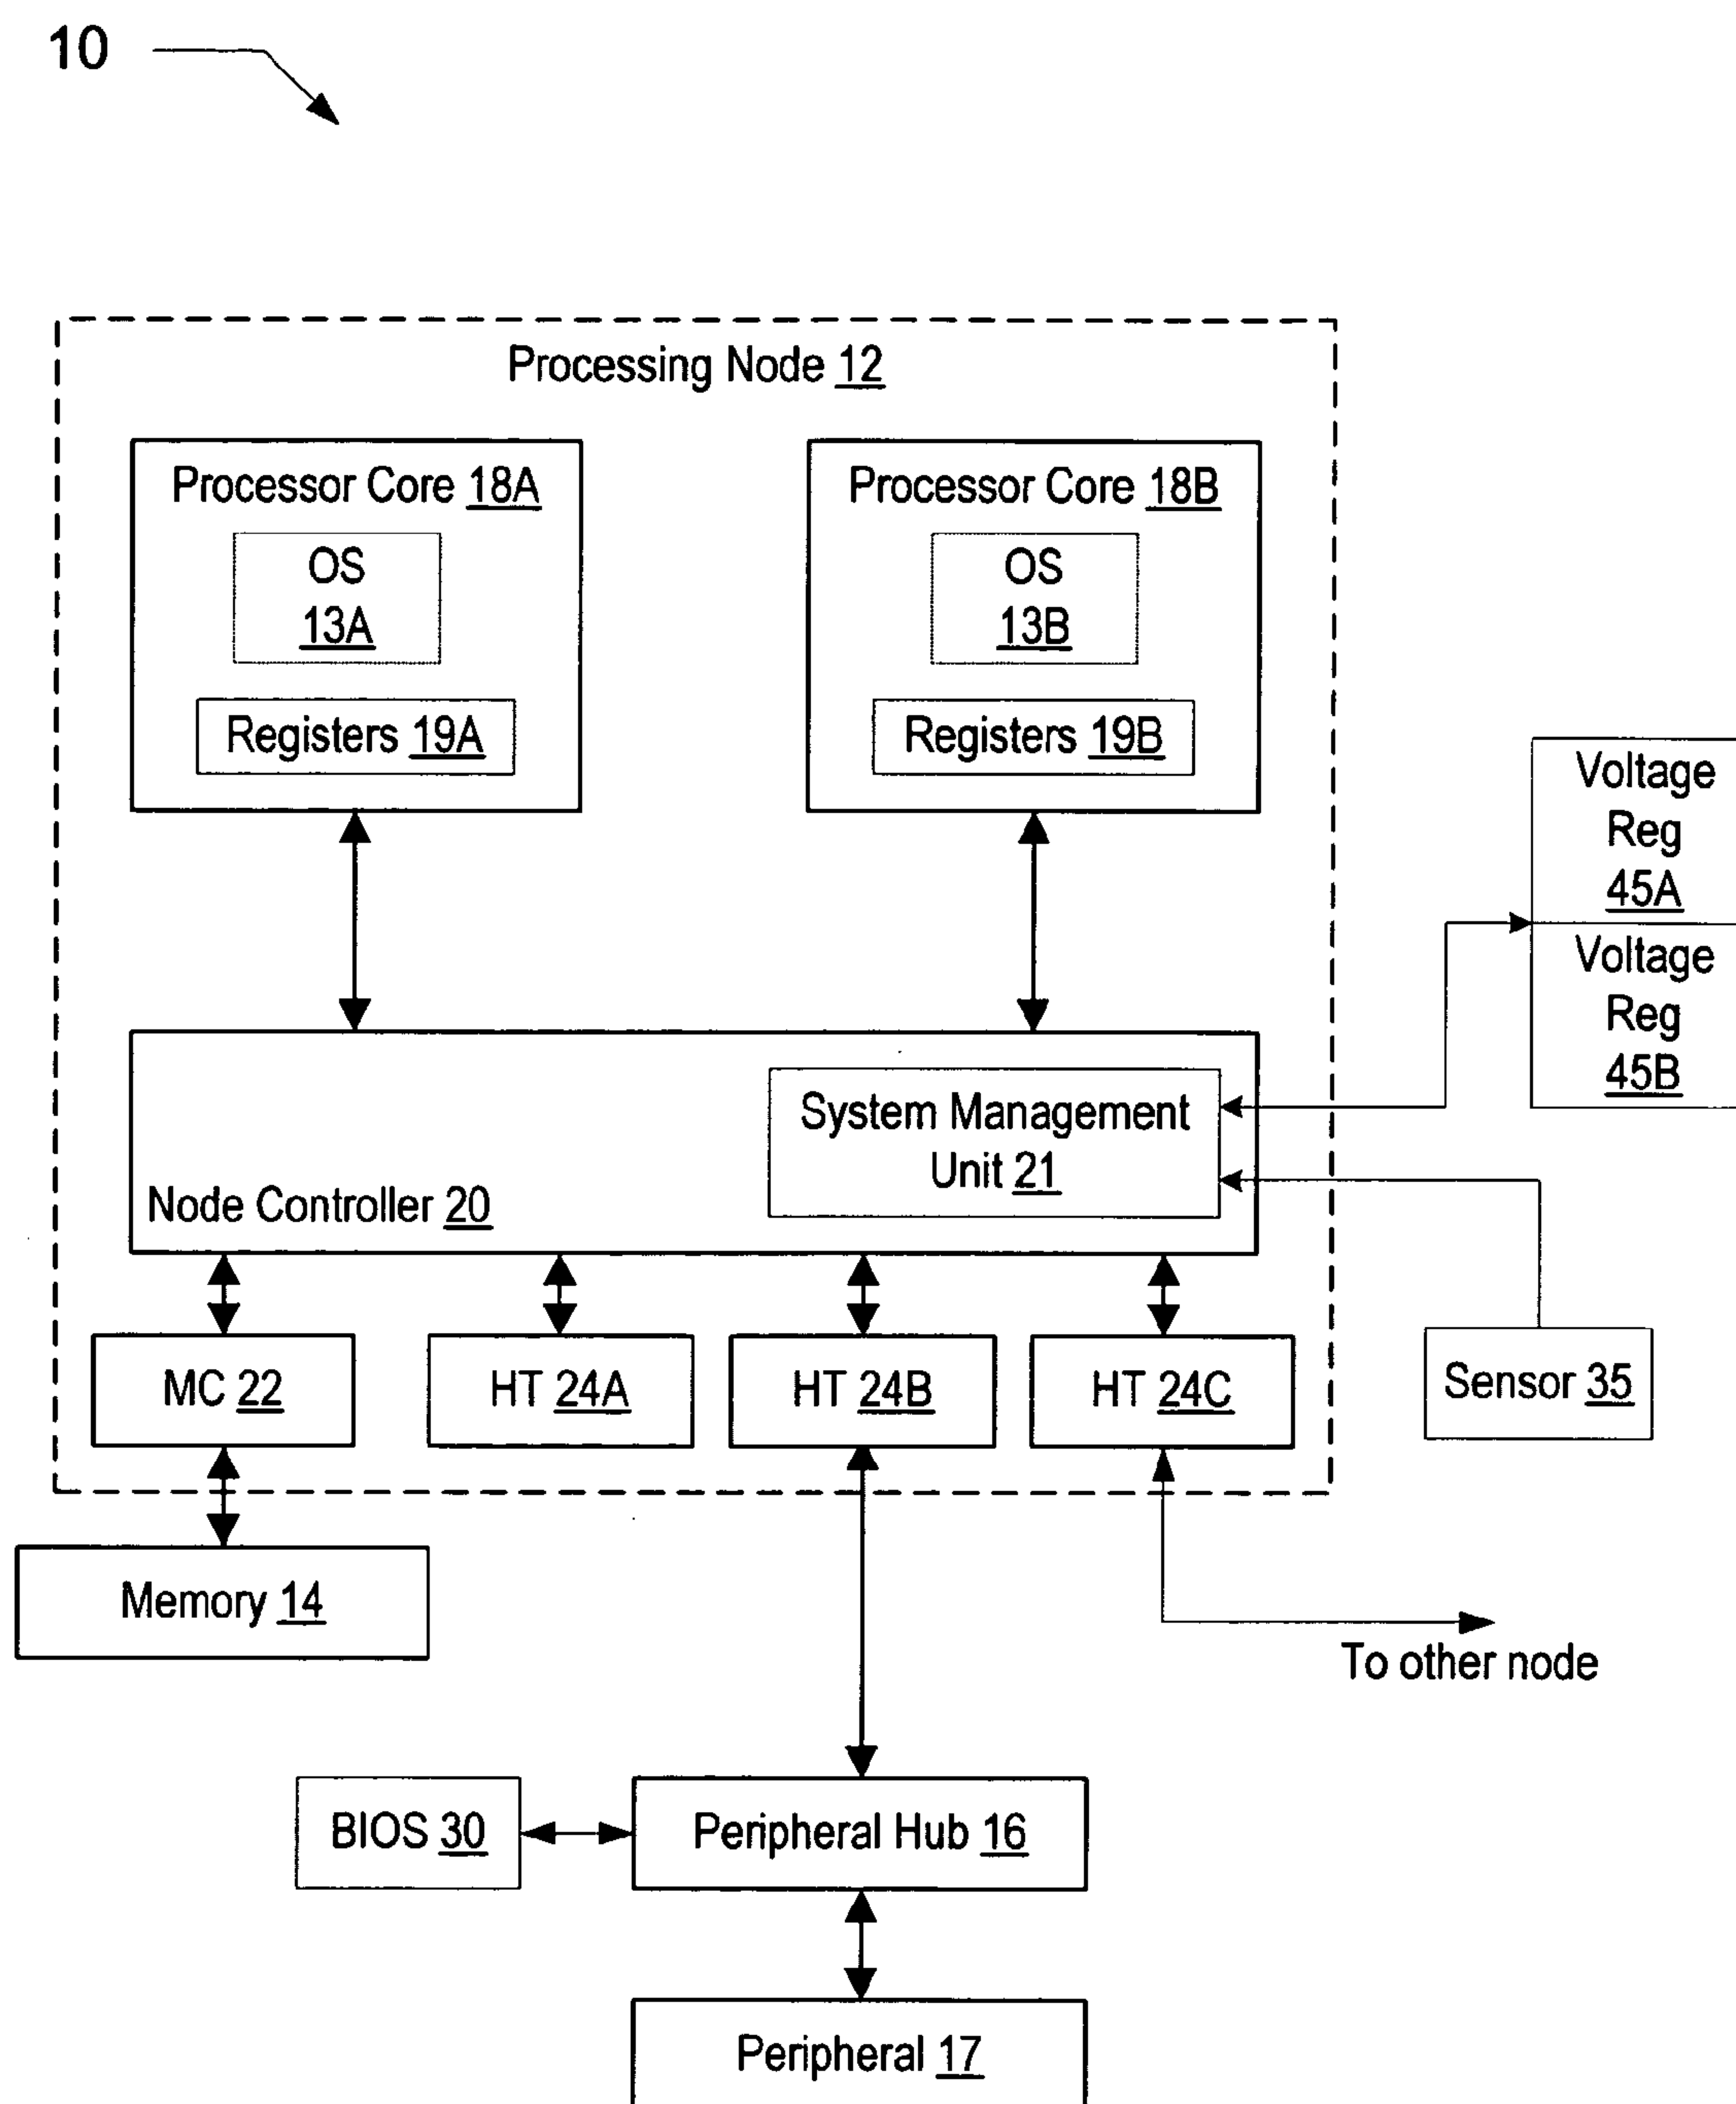 10
Processing Node 12
Processor Core 18A
OS
13A
Registers 19A
Processor Core 18B
OS
13B
Registers 19B
Voltage
Reg
45A
Voltage
Reg
45B
System Management
Unit 21
Node Controller 20
MC 22
HT 24A
HT 24B
HT 24C
Sensor 35
Memory 14
To other node
BIOS 30
Peripheral Hub 16
Peripheral 17